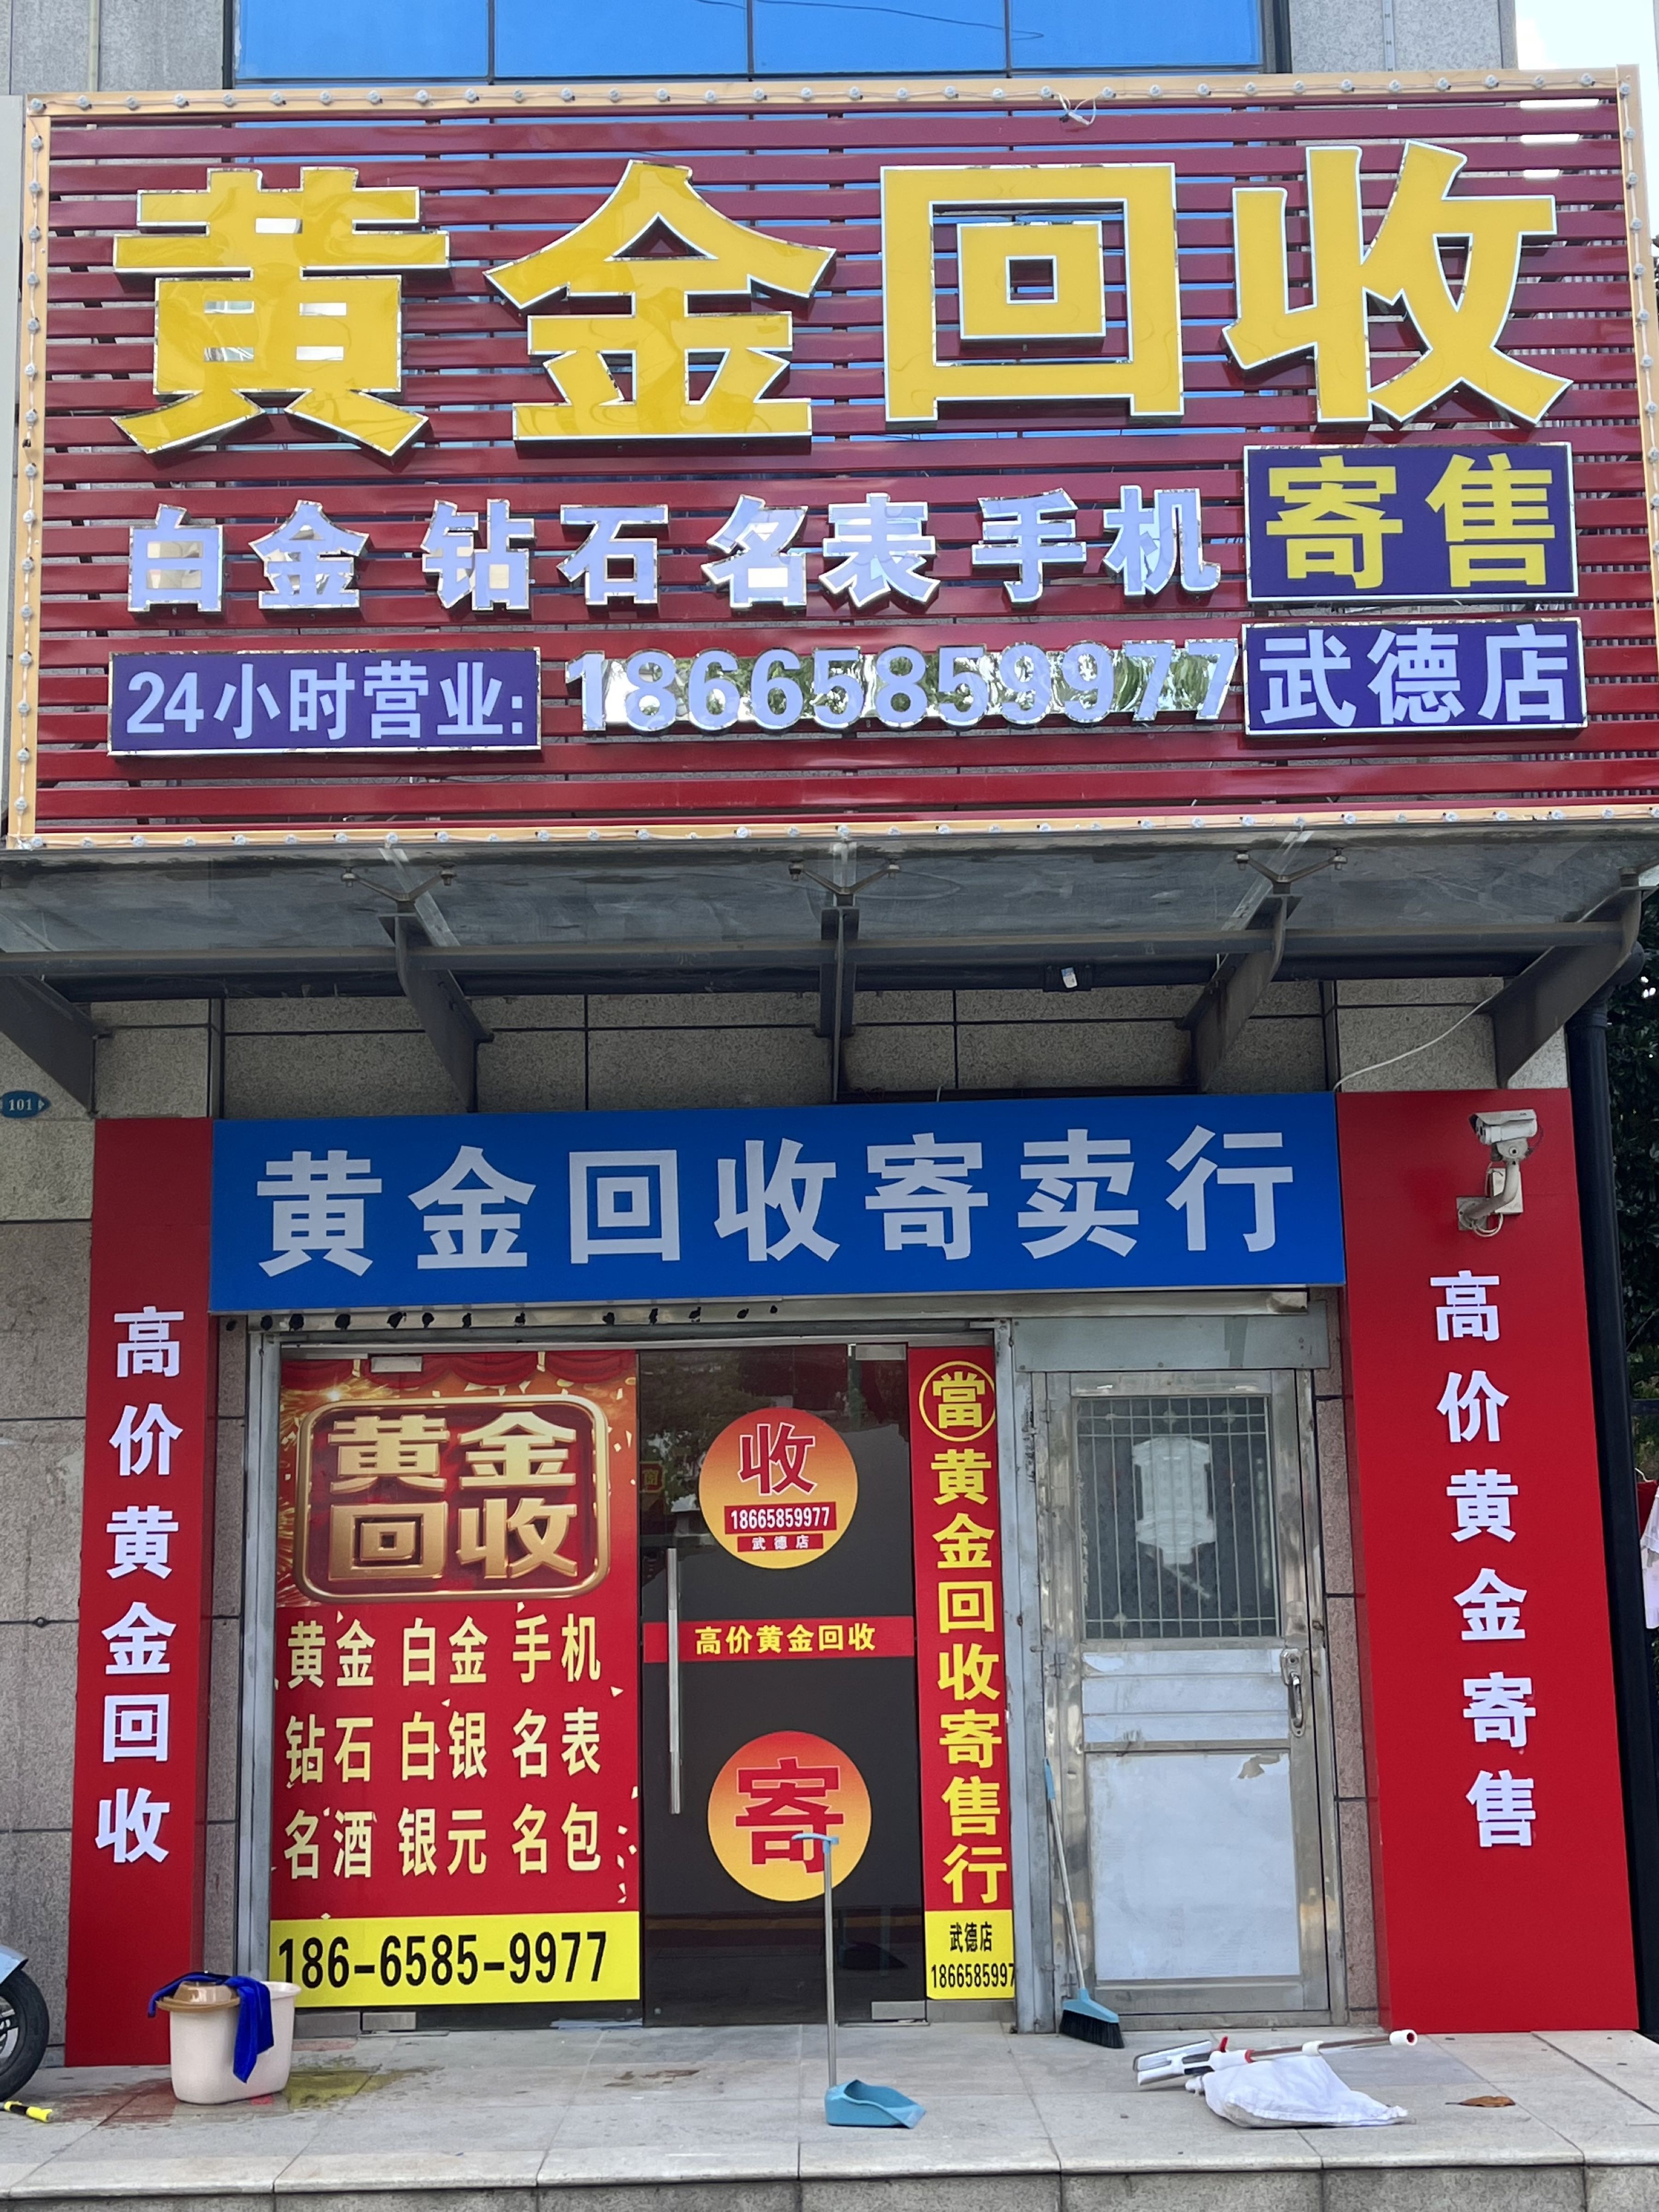 黄金回收
白金 钻石 名表 手机 寄售
24小时营业: 18665859977 武德店
101
黄金回收寄卖行
高价黄金回收
黄金
回收
黄金 白金 手机
钻石 白银 名表
名酒 银元 名包
186-6585-9977
收
18665859977
武德店
高价黄金回收
寄
當
黄金回收寄售行
武德店
1866585997
高价黄金寄售